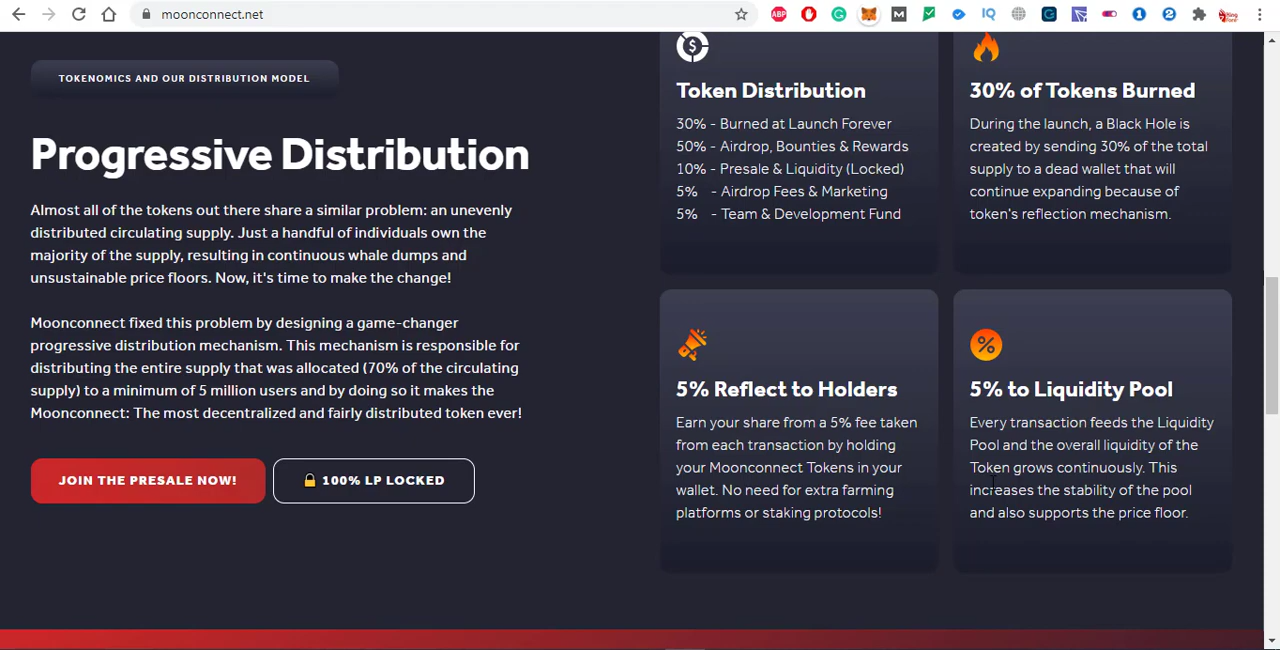 moonconnect.net
TOKENOMICS AND OUR DISTRIBUTION MODEL
Progressive Distribution
Almost all of the tokens out there share a similar problem: an unevenly
distributed circulating supply. Just a handful of individuals own the
majority of the supply, resulting in continuous whale dumps and
unsustainable price floors. Now, it's time to make the change!
Moonconnect fixed this problem by designing a game-changer
progressive distribution mechanism. This mechanism is responsible for
distributing the entire supply that was allocated (70% of the circulating
supply) to a minimum of 5 million users and by doing so it makes the
Moonconnect: The most decentralized and fairly distributed token ever!
JOIN THE PRESALE NOW!
🔒 100% LP LOCKED
Token Distribution
30% - Burned at Launch Forever
50% - Airdrop, Bounties & Rewards
10% - Presale & Liquidity (Locked)
5% - Airdrop Fees & Marketing
5% - Team & Development Fund
30% of Tokens Burned
During the launch, a Black Hole is
created by sending 30% of the total
supply to a dead wallet that will
continue expanding because of
token's reflection mechanism.
5% Reflect to Holders
Earn your share from a 5% fee taken
from each transaction by holding
your Moonconnect Tokens in your
wallet. No need for extra farming
platforms or staking protocols!
5% to Liquidity Pool
Every transaction feeds the Liquidity
Pool and the overall liquidity of the
Token grows continuously. This
increases the stability of the pool
and also supports the price floor.